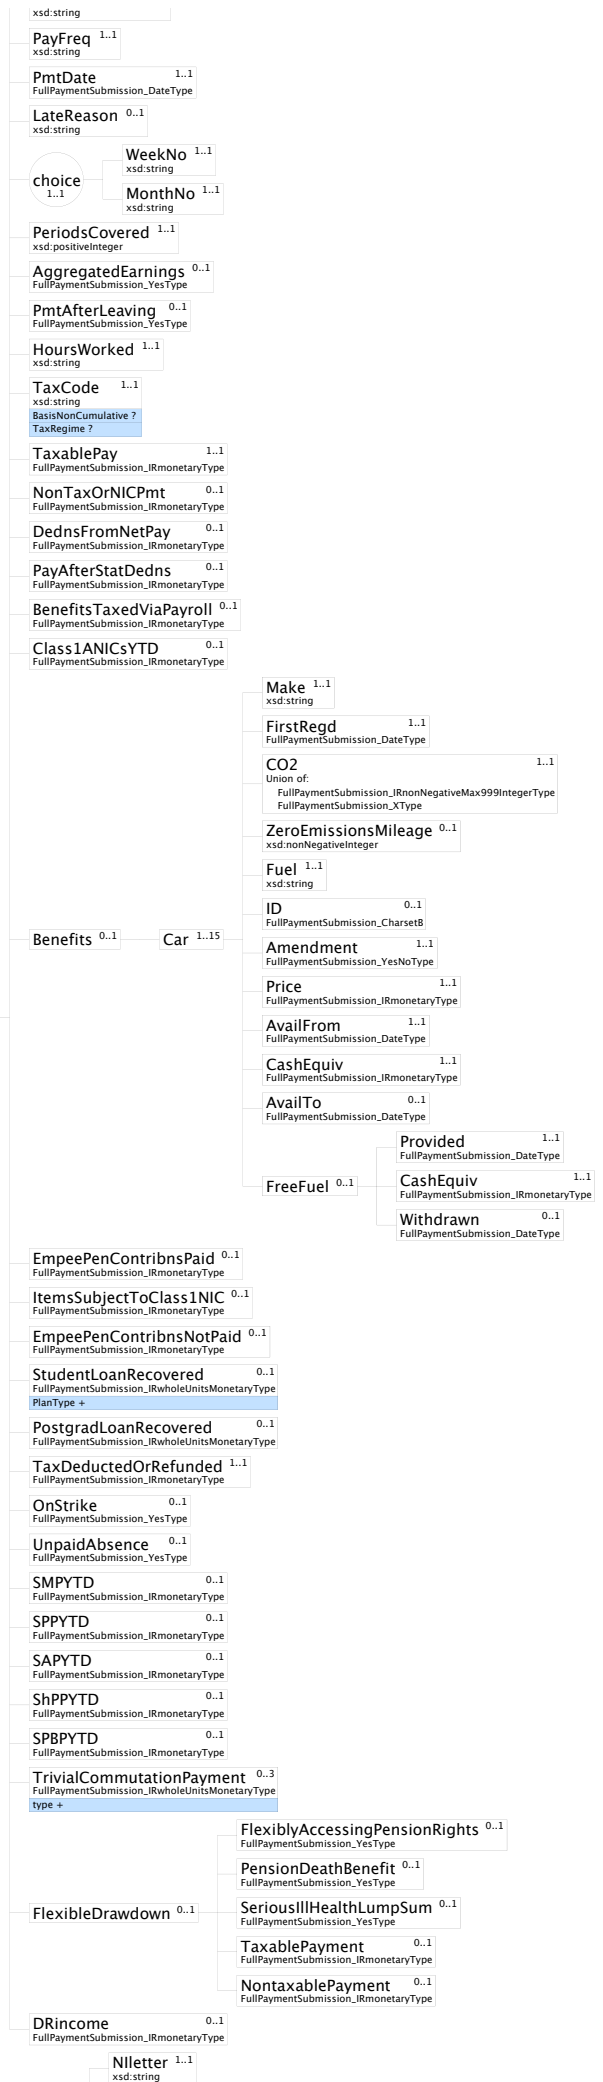 xsd:string
PayFreq 1..1
xsd:string
PmtDate 1..1
FullPaymentSubmission_DateType
LateReason 0..1
xsd:string
choice
1..1
WeekNo 1..1
xsd:string
MonthNo 1..1
xsd:string
PeriodsCovered 1..1
xsd:positiveInteger
AggregatedEarnings 0..1
FullPaymentSubmission_YesType
PmtAfterLeaving 0..1
FullPaymentSubmission_YesType
HoursWorked 1..1
xsd:string
TaxCode 1..1
xsd:string
BasisNonCumulative ?
TaxRegime ?
TaxablePay 1..1
FullPaymentSubmission_IRmonetaryType
NonTaxOrNICPmt 0..1
FullPaymentSubmission_IRmonetaryType
DednsFromNetPay 0..1
FullPaymentSubmission_IRmonetaryType
PayAfterStatDedns 0..1
FullPaymentSubmission_IRmonetaryType
BenefitsTaxedViaPayroll 0..1
FullPaymentSubmission_IRmonetaryType
Class1ANICsYTD 0..1
FullPaymentSubmission_IRmonetaryType
Benefits 0..1
Car 1..15
Make 1..1
xsd:string
FirstRegd 1..1
FullPaymentSubmission_DateType
CO2 1..1
Union of:
FullPaymentSubmission_IRnonNegativeMax999IntegerType
FullPaymentSubmission_XType
ZeroEmissionsMileage 0..1
xsd:nonNegativeInteger
Fuel 1..1
xsd:string
ID 0..1
FullPaymentSubmission_CharsetB
Amendment 1..1
FullPaymentSubmission_YesNoType
Price 1..1
FullPaymentSubmission_IRmonetaryType
AvailFrom 1..1
FullPaymentSubmission_DateType
CashEquiv 1..1
FullPaymentSubmission_IRmonetaryType
AvailTo 0..1
FullPaymentSubmission_DateType
FreeFuel 0..1
Provided 1..1
FullPaymentSubmission_DateType
CashEquiv 1..1
FullPaymentSubmission_IRmonetaryType
Withdrawn 0..1
FullPaymentSubmission_DateType
EmpeePenContribnsPaid 0..1
FullPaymentSubmission_IRmonetaryType
ItemsSubjectToClass1NIC 0..1
FullPaymentSubmission_IRmonetaryType
EmpeePenContribnsNotPaid 0..1
FullPaymentSubmission_IRmonetaryType
StudentLoanRecovered 0..1
FullPaymentSubmission_IRwholeUnitsMonetaryType
PlanType +
PostgradLoanRecovered 0..1
FullPaymentSubmission_IRwholeUnitsMonetaryType
TaxDeductedOrRefunded 1..1
FullPaymentSubmission_IRmonetaryType
OnStrike 0..1
FullPaymentSubmission_YesType
UnpaidAbsence 0..1
FullPaymentSubmission_YesType
SMPYTD 0..1
FullPaymentSubmission_IRmonetaryType
SPPYTD 0..1
FullPaymentSubmission_IRmonetaryType
SAPYTD 0..1
FullPaymentSubmission_IRmonetaryType
ShPPYTD 0..1
FullPaymentSubmission_IRmonetaryType
SPBPYTD 0..1
FullPaymentSubmission_IRmonetaryType
TrivialCommutationPayment 0..3
FullPaymentSubmission_IRwholeUnitsMonetaryType
type +
FlexibleDrawdown 0..1
FlexiblyAccessingPensionRights 0..1
FullPaymentSubmission_YesType
PensionDeathBenefit 0..1
FullPaymentSubmission_YesType
SeriousIllHealthLumpSum 0..1
FullPaymentSubmission_YesType
TaxablePayment 0..1
FullPaymentSubmission_IRmonetaryType
NontaxablePayment 0..1
FullPaymentSubmission_IRmonetaryType
DRincome 0..1
FullPaymentSubmission_IRmonetaryType
NIletter 1..1
xsd:string